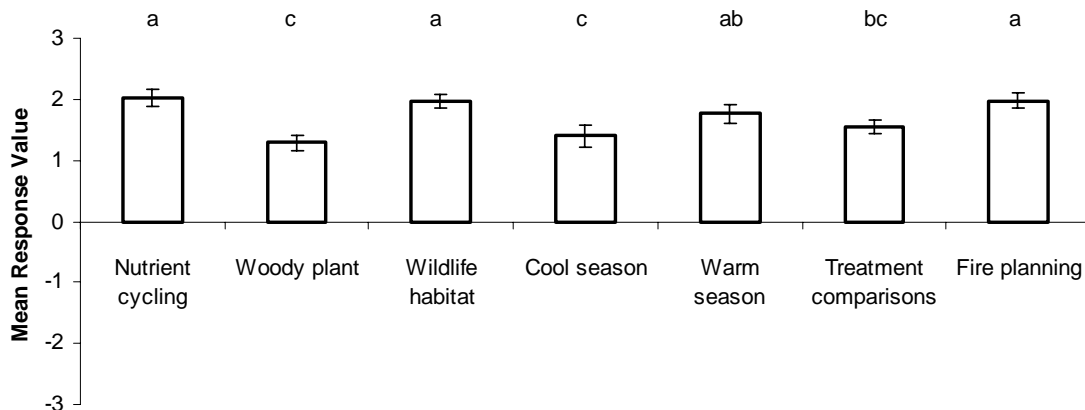 a c a c ab bc a
3
2
1
0
-1
-2
-3
Mean Response Value
Nutrient cycling
Woody plant
Wildlife habitat
Cool season
Warm season
Treatment comparisons
Fire planning